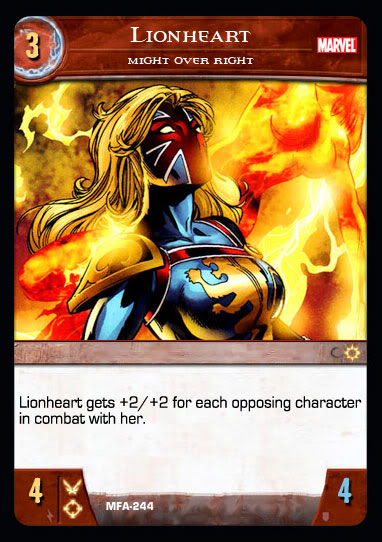 3
LIONHEART
MIGHT OVER RIGHT
MARVEL
C
Lionheart gets +2/+2 for each opposing character
in combat with her.
4
MFA-244
4